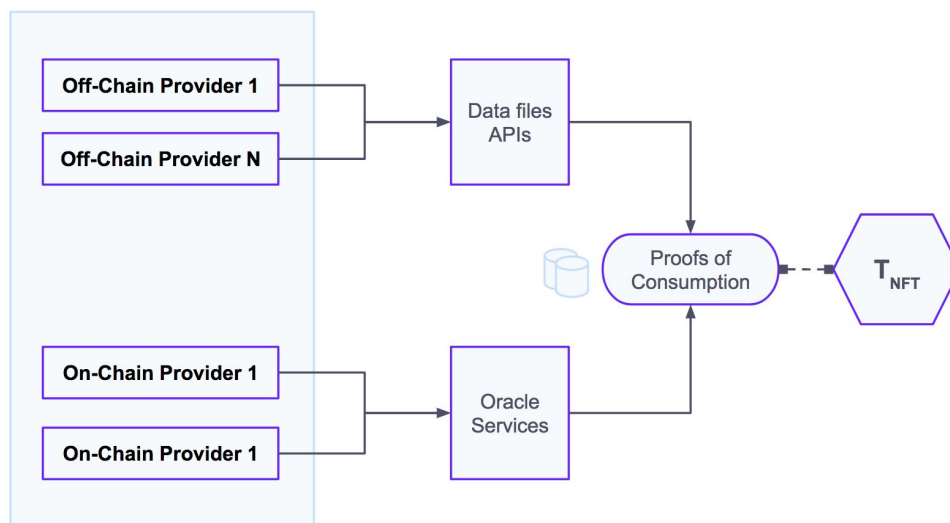 Off-Chain Provider 1
Off-Chain Provider N
Data files
APIs
Proofs of
Consumption
T NFT
On-Chain Provider 1
On-Chain Provider 1
Oracle
Services